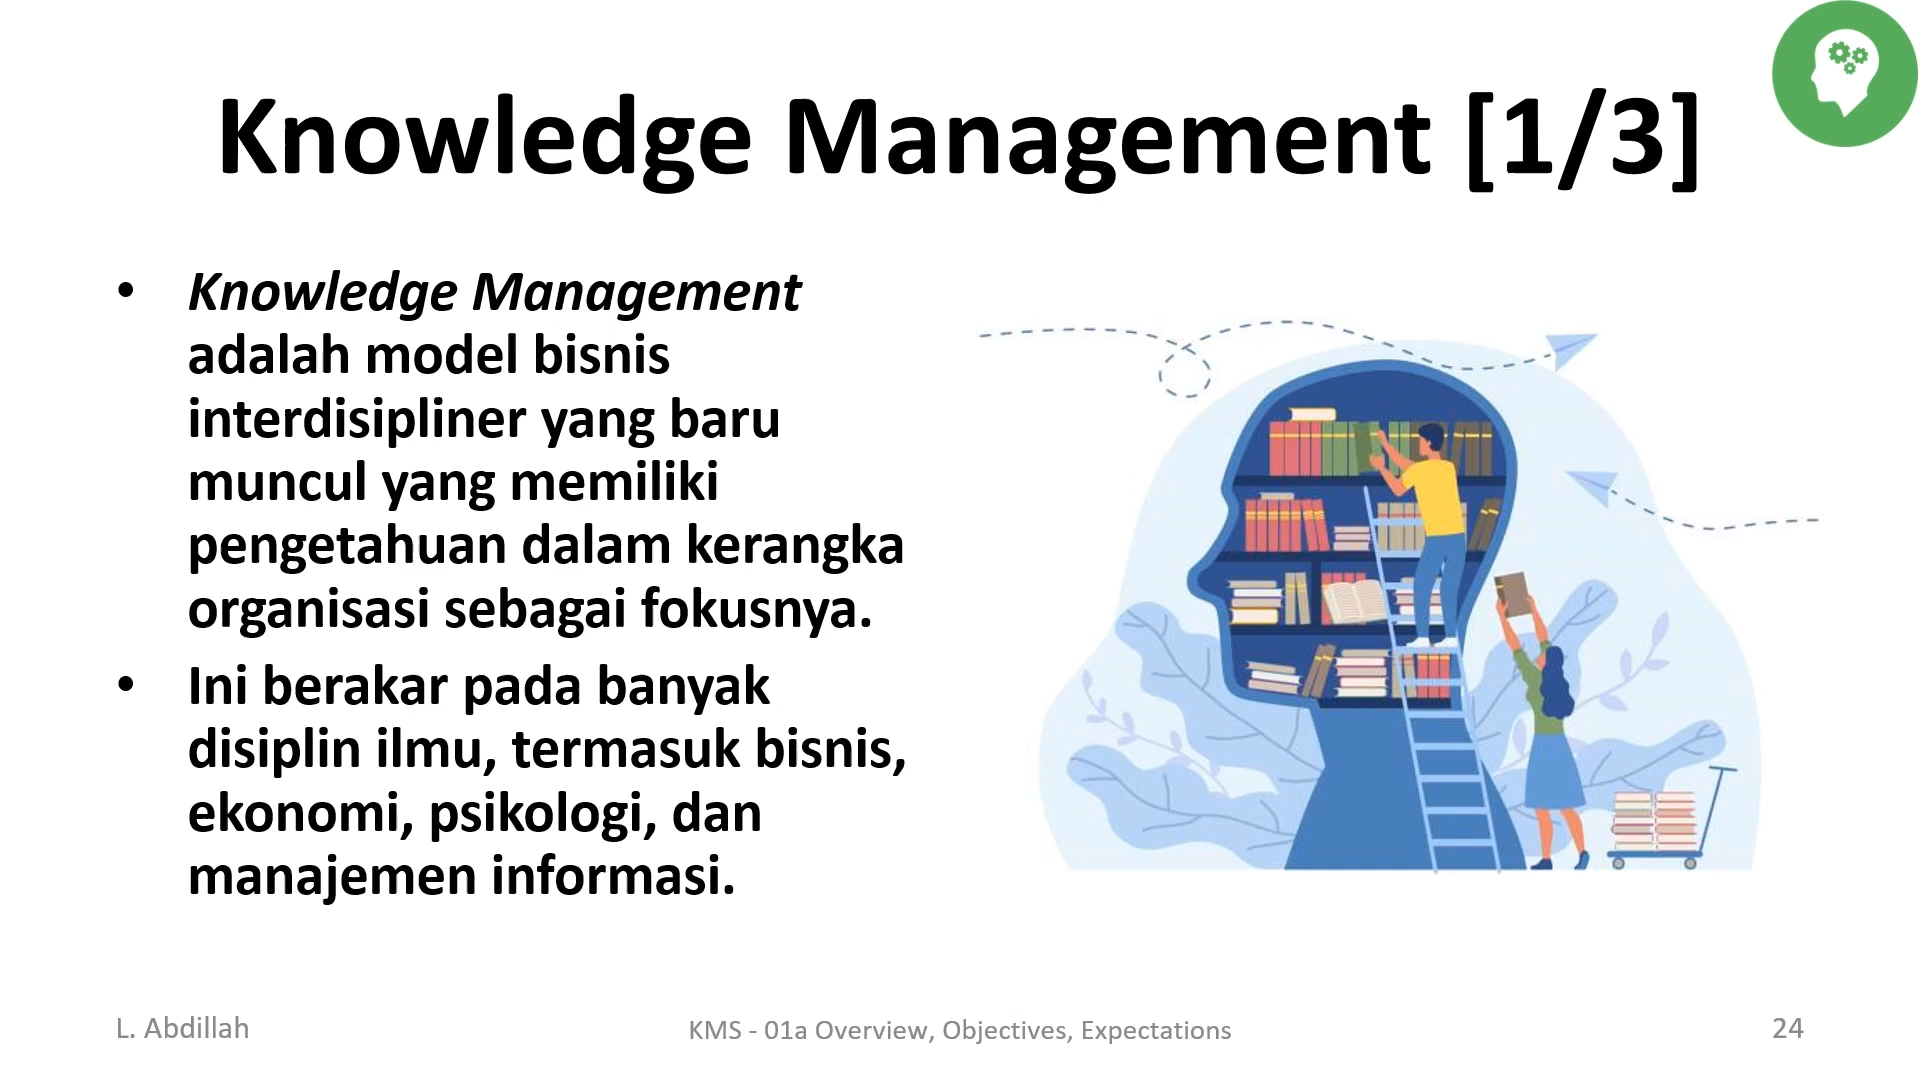 Knowledge Management [1/3]
• Knowledge Management
adalah model bisnis
interdisipliner yang baru
muncul yang memiliki
pengetahuan dalam kerangka
organisasi sebagai fokusnya.
• Ini berakar pada banyak
disiplin ilmu, termasuk bisnis,
ekonomi, psikologi, dan
manajemen informasi.
L. Abdillah
KMS - 01a Overview, Objectives, Expectations
24